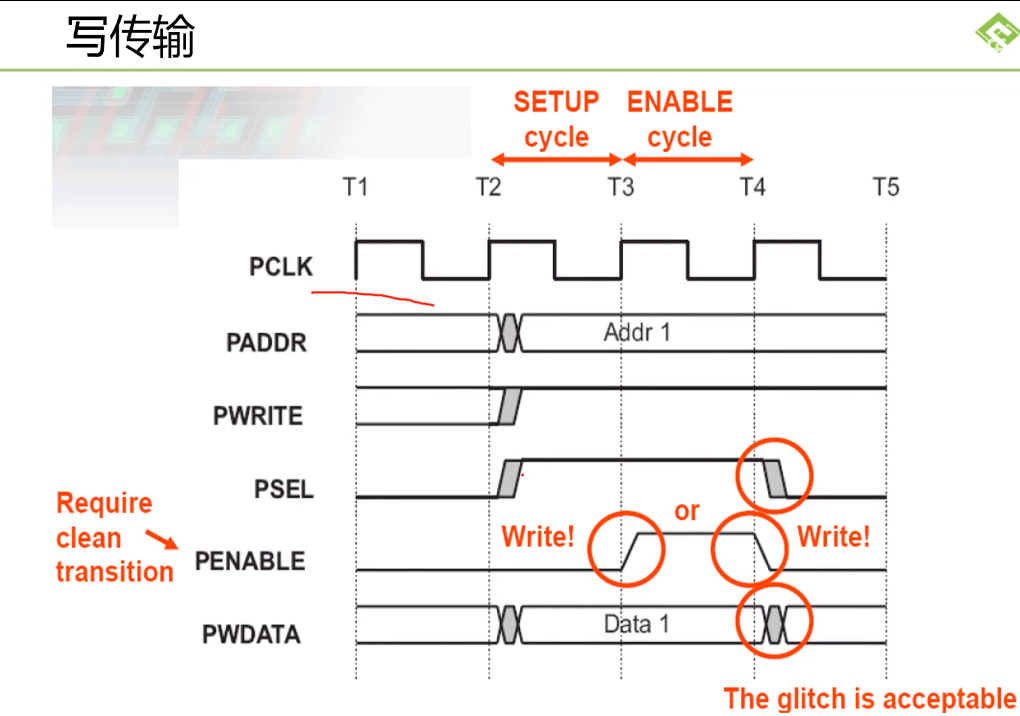 写传输
SETUP
cycle
ENABLE
cycle
T1
T2
T3
T4
T5
PCLK
PADDR
Addr 1
PWRITE
PSEL
Require
clean
transition
Write!
or
Write!
PENABLE
PWDATA
Data 1
The glitch is acceptable